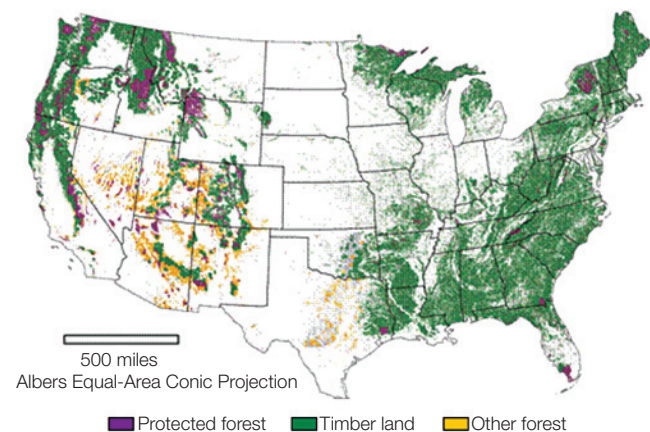 500 miles
Albers Equal-Area Conic Projection
Protected forest Timber land Other forest